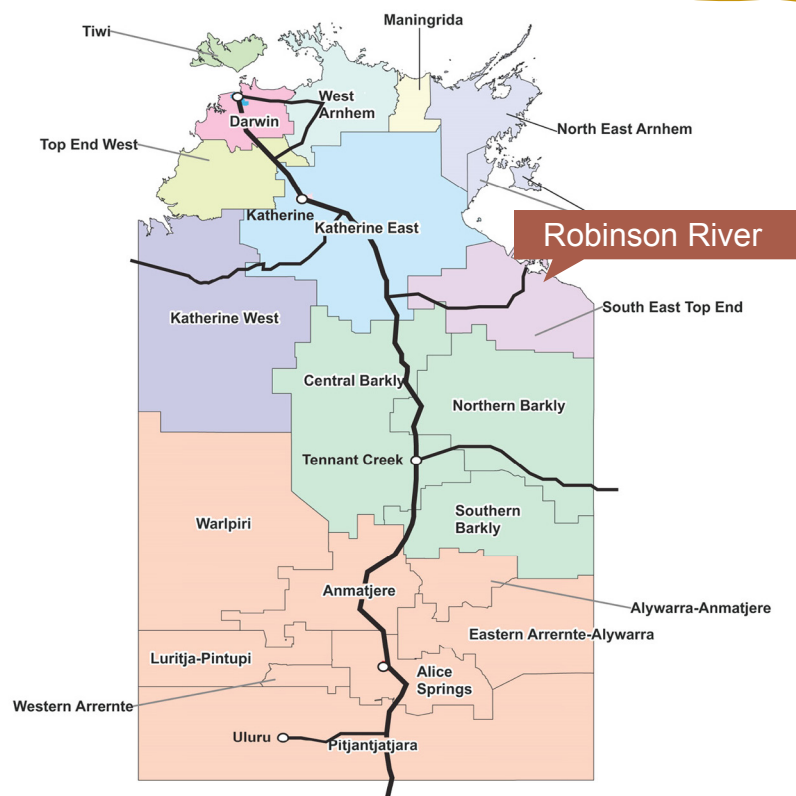 Maningrida
Tiwi
West
Arnhem
Darwin
North East Arnhem
Top End West
Katherine
Katherine East
Robinson River
South East Top End
Katherine West
Central Barkly
Northern Barkly
Tennant Creek
Southern
Barkly
Warlpiri
Anmatjere
Alywarra-Anmatjere
Eastern Arrernte-Alywarra
Luritja-Pintupi
Alice
Springs
Western Arrernte
Uluru
Pitjantjatjara